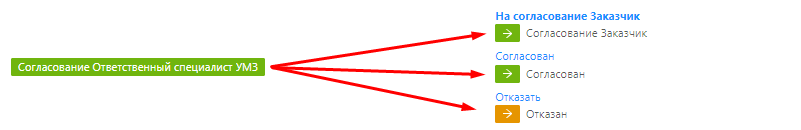 Согласование Ответственный специалист УМЗ
На согласование Заказчик
Согласование Заказчик
Согласован
Согласован
Отказать
Отказан